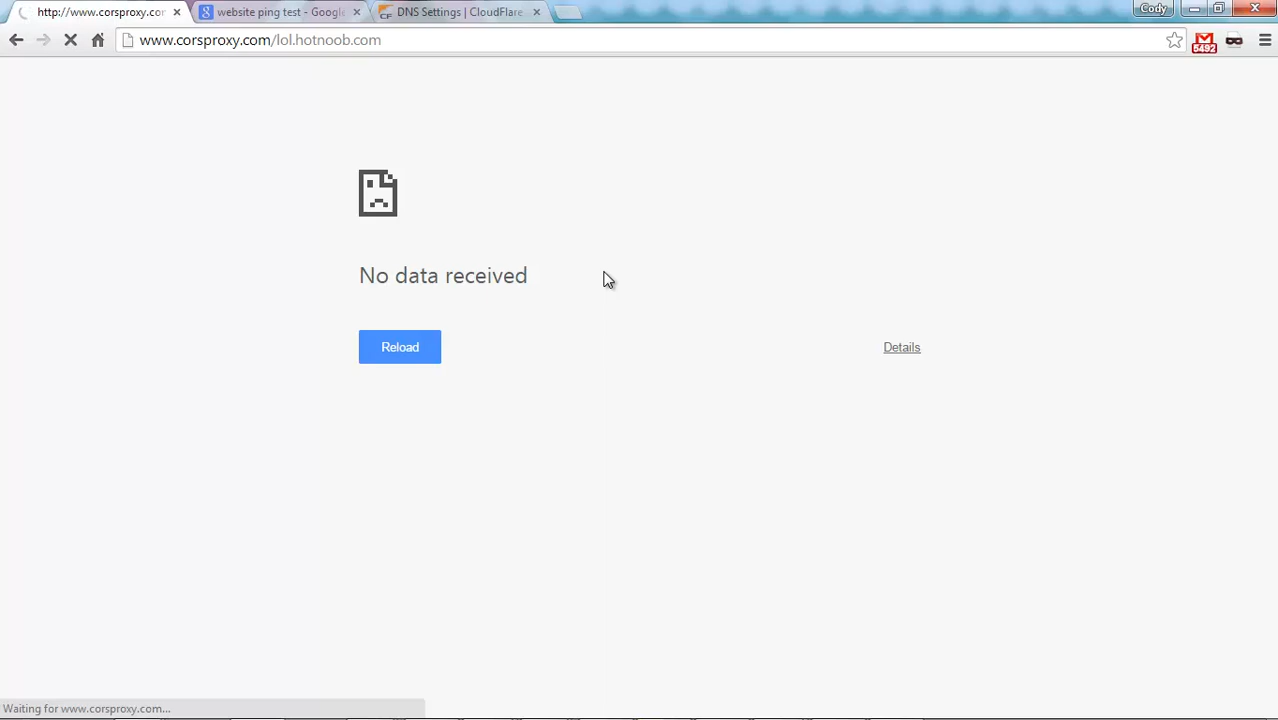 http://www.corsproxy.cor
website ping test - Google
DNS Settings | CloudFlare
Cody
www.corsproxy.com/lol.hotnoob.com
5492
No data received
Reload
Details
Waiting for www.corsproxy.com...